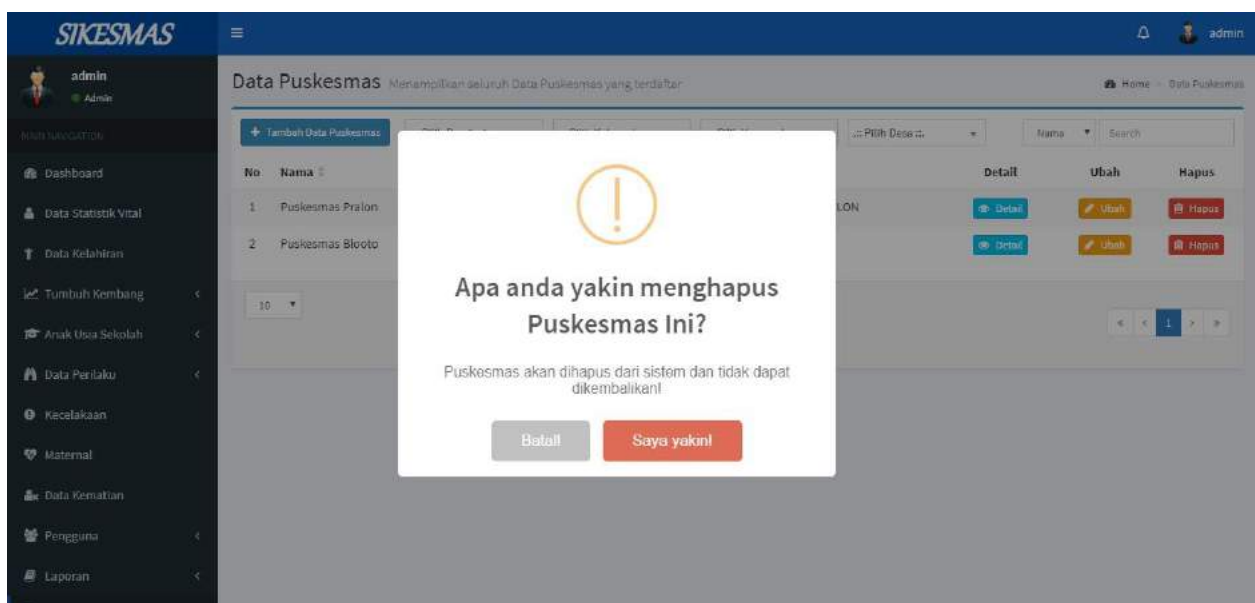 SIKESMAS
admin
admin
Admin
Data Puskesmas Menampilkan seluruh Data Puskesmas yang terdaftar
Home
Data Puskesmas
MAIN NAVIGATION
+ Tambah Data Puskesmas
.:: Pilih Desa ::.
Nama
Search
Dashboard
No Nama Detail Ubah Hapus
Data Statistik Vital
1 Puskesmas Pralon LON Detail Ubah Hapus
2 Puskesmas Blooto Detail Ubah Hapus
Data Kelahiran
Tumbuh Kembang
10
« < 1 > »
Anak Usia Sekolah
Data Perilaku
Kecelakaan
Maternal
Data Kematian
Pengguna
Laporan
!
Apa anda yakin menghapus
Puskesmas Ini?
Puskesmas akan dihapus dari sistem dan tidak dapat
dikembalikan!
Batal!
Saya yakin!